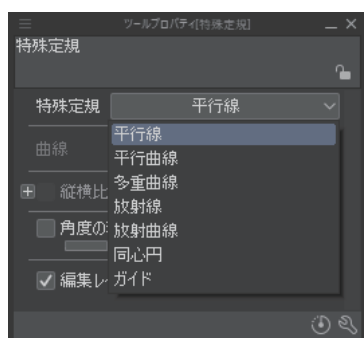 ツールプロパティ[特殊定規]
特殊定規
特殊定規 平行線
平行線
曲線
平行曲線
多重曲線
縦横比
放射線
角度の
放射曲線
同心円
編集レ
ガイド